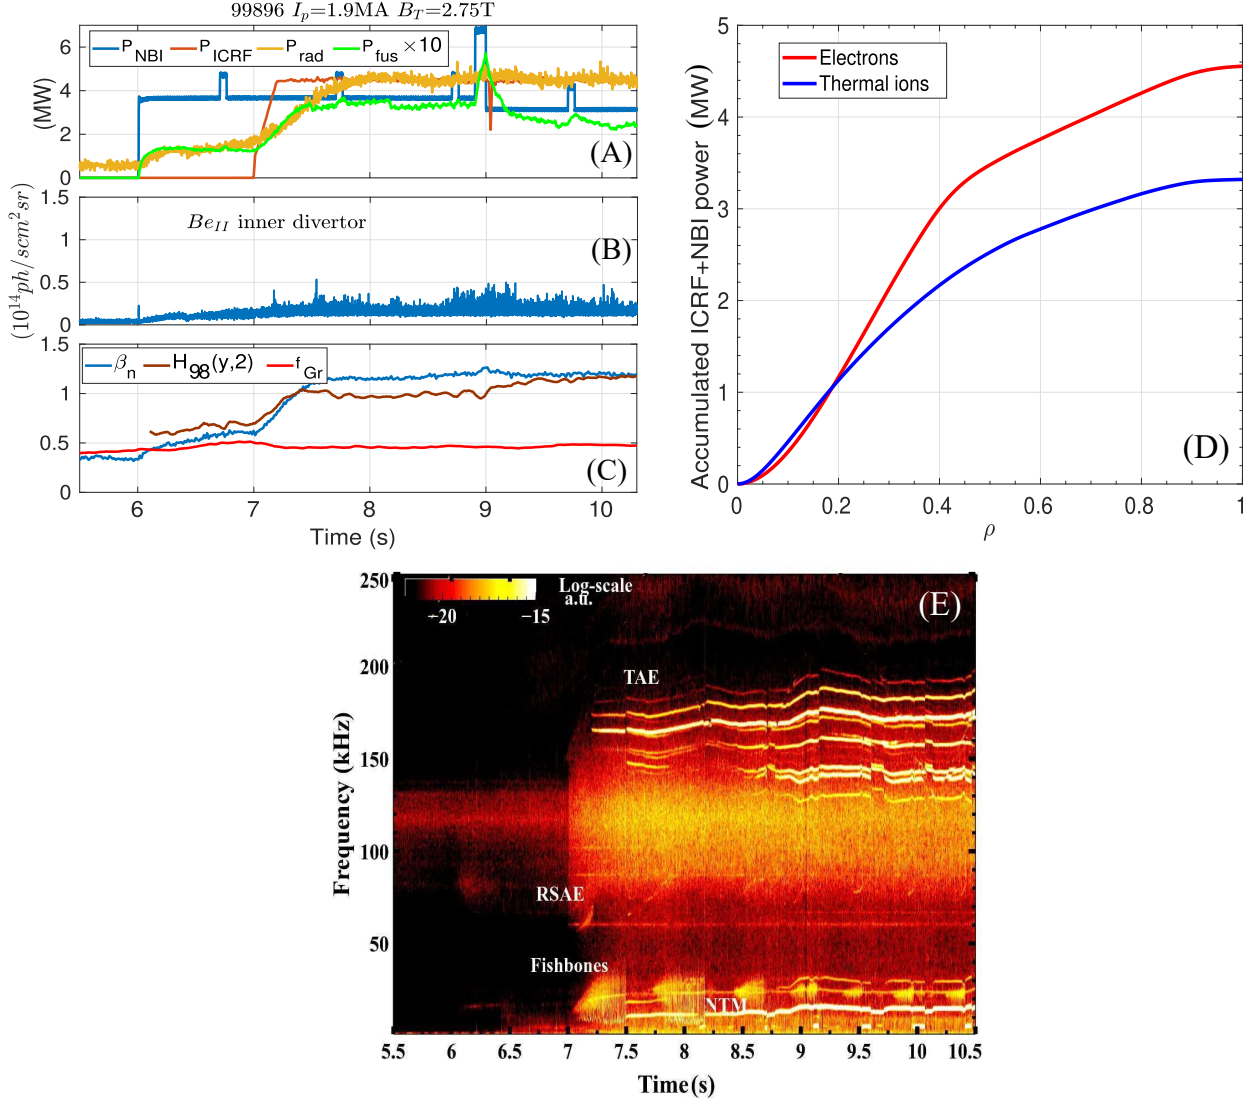 99896 I_p=1.9MA B_T=2.75T
P_NBI P_ICRF P_rad P_fus ×10
(MW)
6
4
2
0
(A)
1.5
1
0.5
0
(10^14 ph/scm^2sr)
Be_II inner divertor
(B)
1.5
1
0.5
0
β_n H_98(y,2) f_Gr
(C)
6 7 8 9 10
Time (s)
Accumulated ICRF+NBI power (MW)
5
4
3
2
1
0
Electrons
Thermal ions
(D)
0 0.2 0.4 0.6 0.8 1
ρ
Frequency (kHz)
250
200
150
100
50
Log-scale
a.u.
-20 -15
(E)
TAE
RSAE
Fishbones
NTM
5.5 6 6.5 7 7.5 8 8.5 9 9.5 10 10.5
Time(s)